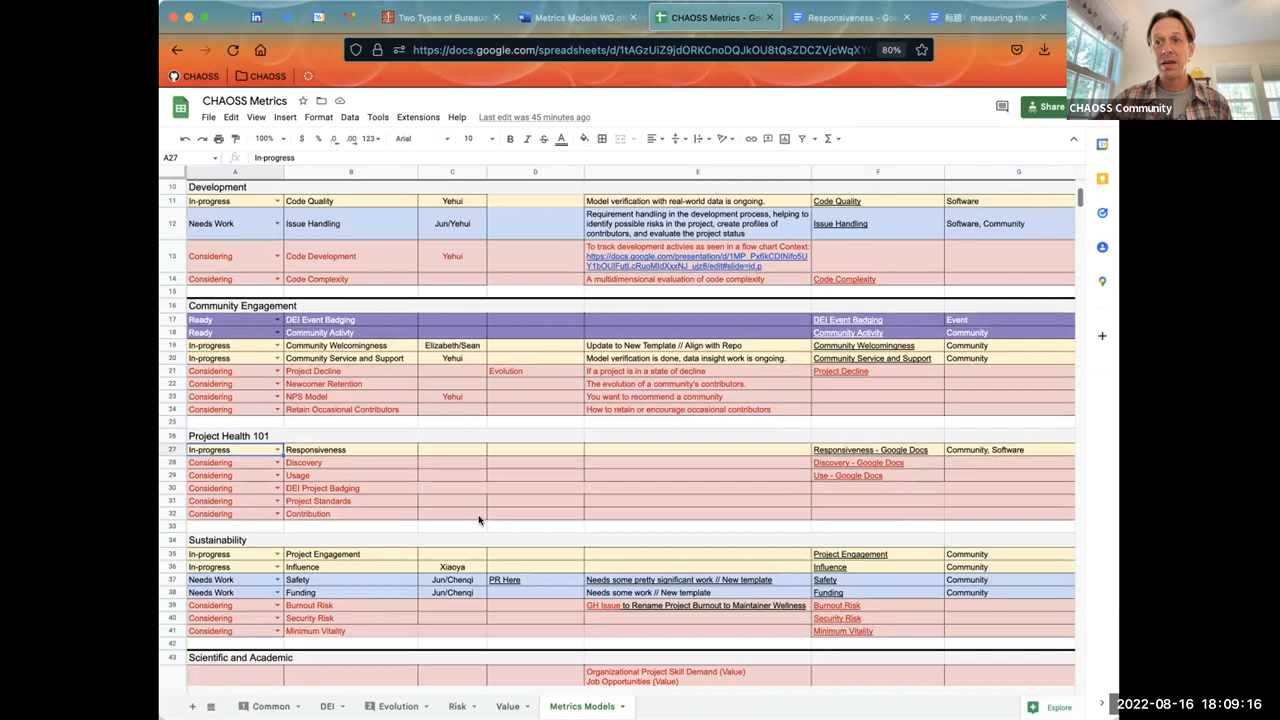 Two Types of Bureau
Metrics Models WG.d
CHAOSS Metrics - Go
Responsiveness - Goo
标题: measuring the
https://docs.google.com/spreadsheets/d/1tAGzUiZ9jdORKCnoDQJkOU8tQsZDCZVjcWqXY
80%
CHAOSS
CHAOSS
CHAOSS Community
CHAOSS Metrics
Share
File Edit View Insert Format Data Tools Extensions Help Last edit was 45 minutes ago
100% $ % .0 .00 123 Arial 10
A27 fx In-progress
A B C D E F G
10 Development
11 In-progress Code Quality Yehui Model verification with real-world data is ongoing. Code Quality Software
12 Needs Work Issue Handling Jun/Yehui Requirement handling in the development process, helping to
identify possible risks in the project, create profiles of
contributors, and evaluate the project status Issue Handling Software, Community
13 Considering Code Development Yehui To track development activies as seen in a flow chart Context:
https://docs.google.com/presentation/d/1MP_Px6kCDINifo5U
14 Considering Code Complexity A multidimensional evaluation of code complexity Code Complexity
15
16 Community Engagement
17 Ready DEI Event Badging DEI Event Badging Event
18 Ready Community Activity Community Activity Community
19 In-progress Community Welcomingness Elizabeth/Sean Update to New Template // Align with Repo Community Welcomingness Community
20 In-progress Community Service and Support Yehui Model verification is done, data insight work is ongoing. Community Service and Support Community
21 Considering Project Decline Evolution If a project is in a state of decline Project Decline
22 Considering Newcomer Retention The evolution of a community's contributors.
23 Considering NPS Model Yehui You want to recommend a community
24 Considering Retain Occasional Contributors How to retain or encourage occasional contributors
25
26 Project Health 101
27 In-progress Responsiveness Responsiveness - Google Docs Community, Software
28 Considering Discovery Discovery - Google Docs
29 Considering Usage Use - Google Docs
30 Considering DEI Project Badging
31 Considering Project Standards
32 Considering Contribution
33
34 Sustainability
35 In-progress Project Engagement Project Engagement Community
36 In-progress Influence Xiaoya Influence Community
37 Needs Work Safety Jun/Chenqi PR Here Needs some pretty significant work // New template Safety Community
38 Needs Work Funding Jun/Chenqi Needs some work // New template Funding Community
39 Considering Burnout Risk GH Issue to Rename Project Burnout to Maintainer Wellness Burnout Risk
40 Considering Security Risk Security Risk
41 Considering Minimum Vitality Minimum Vitality
42
43 Scientific and Academic
Organizational Project Skill Demand (Value)
Job Opportunities (Value)
Common DEI Evolution Risk Value Metrics Models Explore
2022-08-16 18:09:16